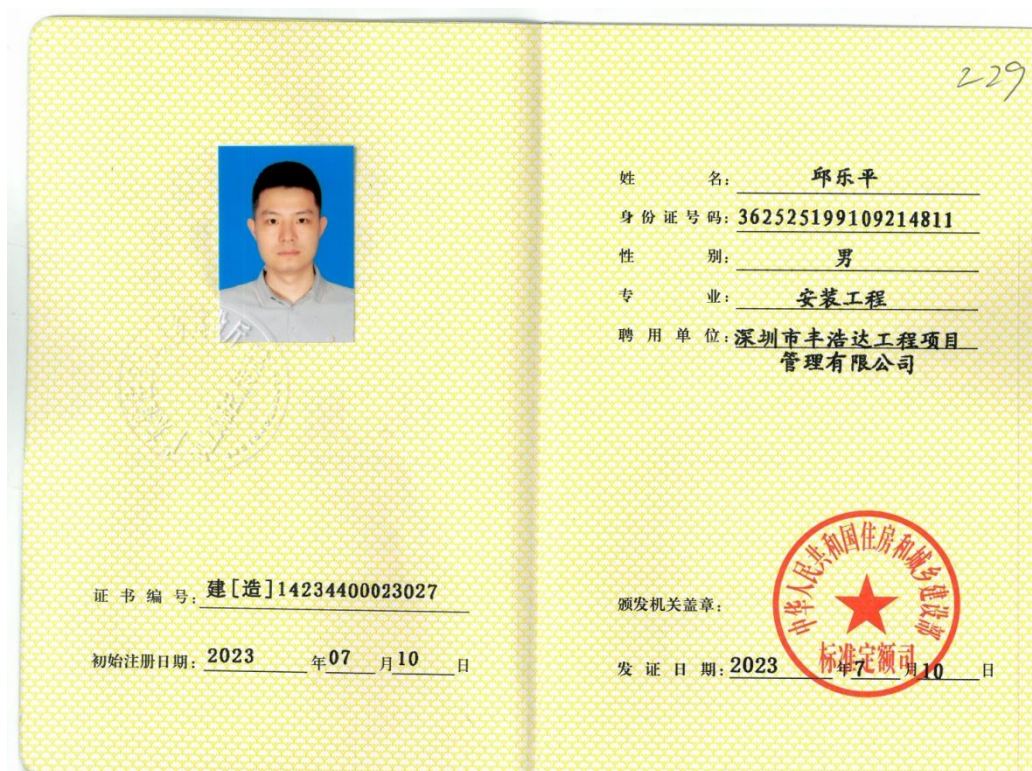 229
姓 名: 邱乐平
身份证号码: 362525199109214811
性 别: 男
专 业: 安装工程
聘用单位: 深圳市丰浩达工程项目
管理有限公司
证书编号: 建[造]14234400023027
初始注册日期: 2023 年 07 月 10 日
颁发机关盖章:
中华人民共和国住房和城乡建设部
标准定额司
发证日期: 2023 年 7 月 10 日